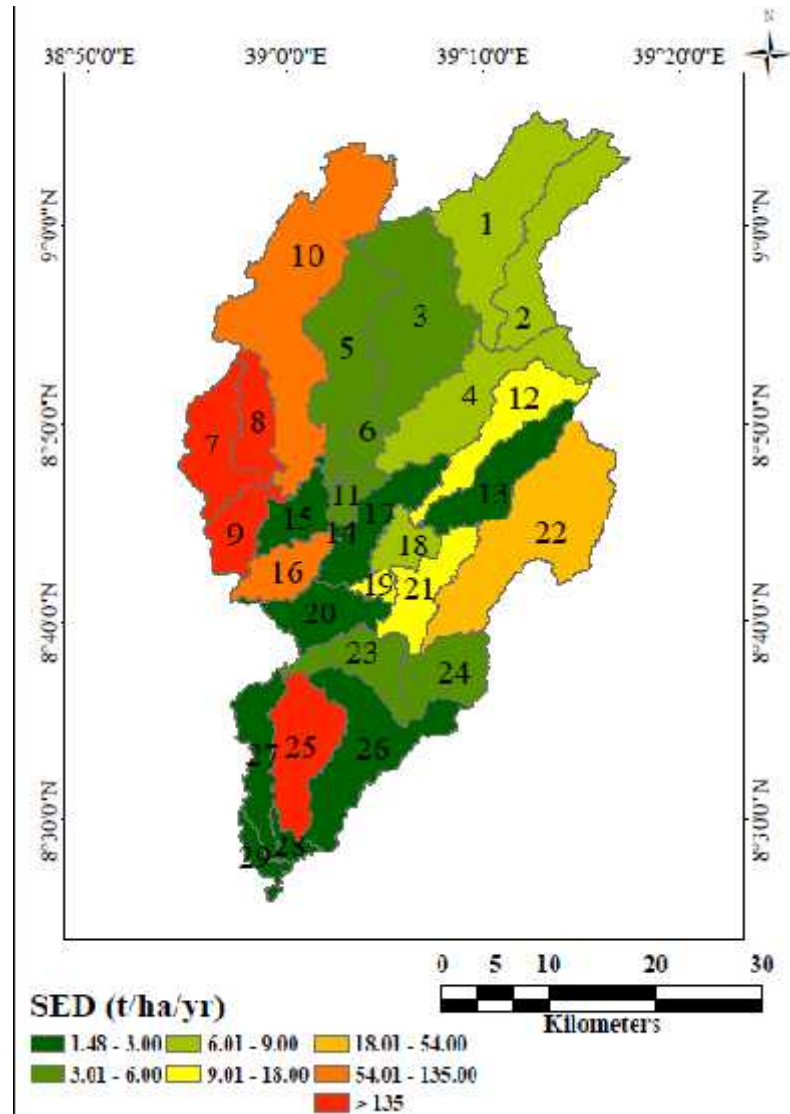 N
38°50'0"E 39°0'0"E 39°10'0"E 39°20'0"E
9°0'0"N 9°0'0"N
8°50'0"N 8°50'0"N
8°40'0"N 8°40'0"N
8°30'0"N 8°30'0"N
1
10
2
3
5
4
12
8
7
6
13
11
17
15
9
14
22
18
16
19
21
20
23
24
25
26
27
28
29
0 5 10 20 30
Kilometers
SED (t/ha/yr)
1.48 - 3.00 6.01 - 9.00 18.01 - 54.00
3.01 - 6.00 9.01 - 18.00 54.01 - 135.00
> 135